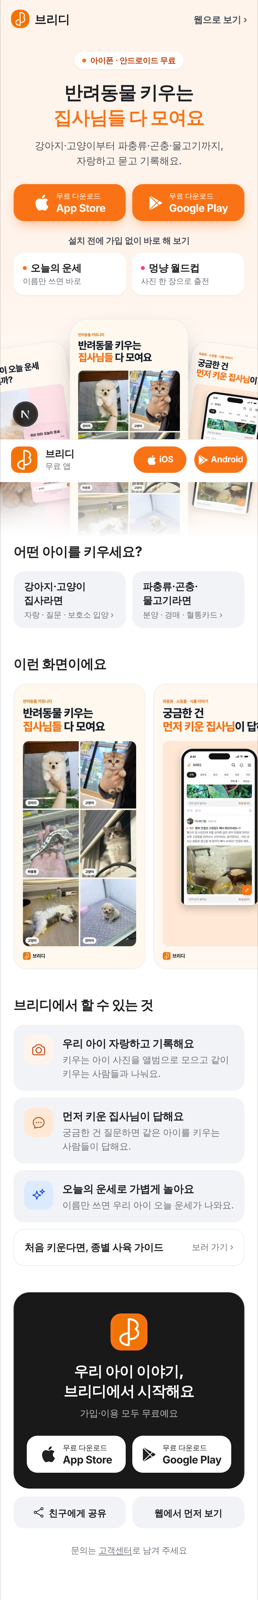 브리디
웹으로 보기 ›
아이폰 · 안드로이드 무료
반려동물 키우는
집사님들 다 모여요
강아지·고양이부터 파충류·곤충·물고기까지,
자랑하고 묻고 기록해요.
무료 다운로드
App Store
무료 다운로드
Google Play
설치 전에 가입 없이 바로 해 보기
오늘의 운세
이름만 쓰면 바로
멍냥 월드컵
사진 한 장으로 출전
반려동물 키우는
집사님들 다 모여요
궁금한 건
먼저 키운 집사님이
브리디
무료 앱
iOS
Android
어떤 아이를 키우세요?
강아지·고양이
집사라면
자랑 · 질문 · 보호소 입양 ›
파충류·곤충·
물고기라면
분양 · 경매 · 혈통카드 ›
이런 화면이에요
반려동물 키우는
집사님들 다 모여요
강아지
고양이
파충류
고양이
강아지
브리디
궁금한 건
먼저 키운 집사님이 답해
브리디
브리디에서 할 수 있는 것
우리 아이 자랑하고 기록해요
키우는 아이 사진을 앨범으로 모으고 같이
키우는 사람들과 나눠요.
먼저 키운 집사님이 답해요
궁금한 건 질문하면 같은 아이를 키우는
사람들이 답해요.
오늘의 운세로 가볍게 놀아요
이름만 쓰면 우리 아이 오늘 운세가 나와요.
처음 키운다면, 종별 사육 가이드
보러 가기 ›
우리 아이 이야기,
브리디에서 시작해요
가입·이용 모두 무료예요
무료 다운로드
App Store
무료 다운로드
Google Play
친구에게 공유
웹에서 먼저 보기
문의는 고객센터로 남겨 주세요